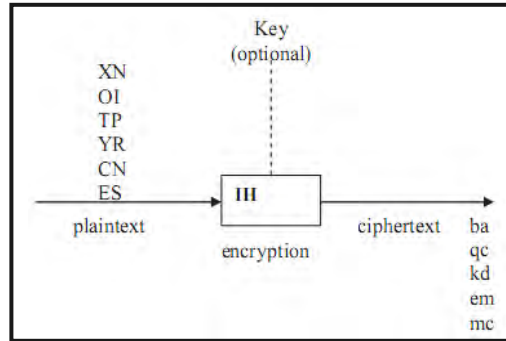 Key
(optional)
XN
OI
TP
YR
CN
ES
IH
plaintext
encryption
ciphertext
ba
qc
kd
em
mc